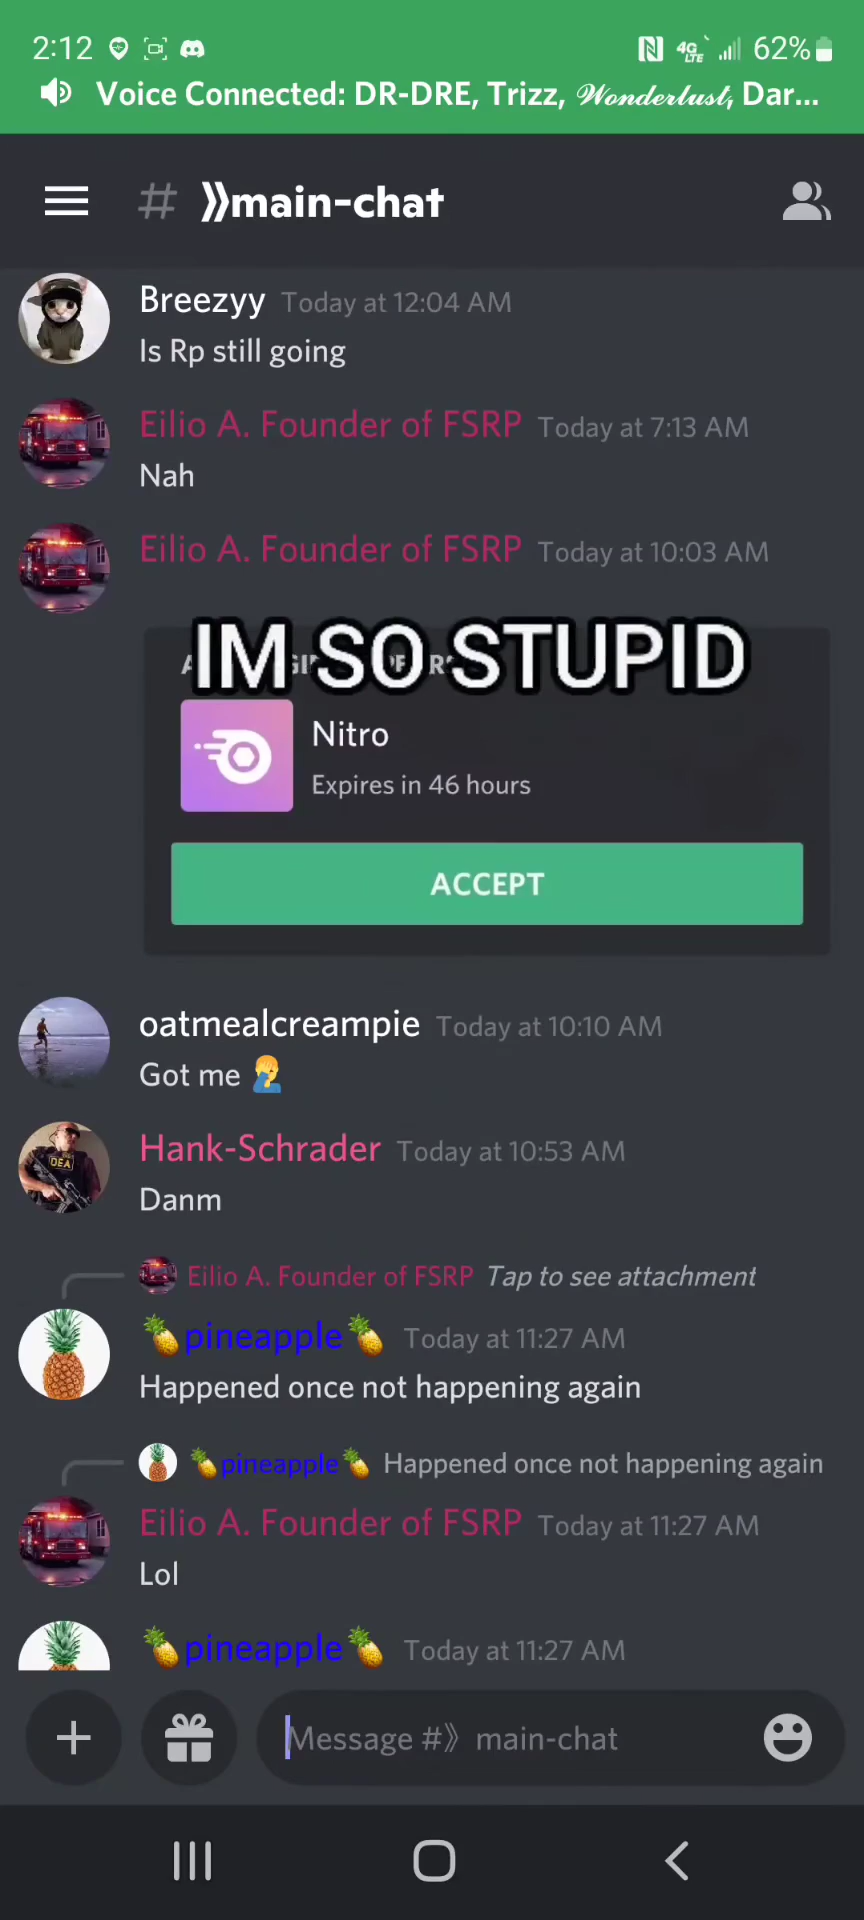 2:12 4G LTE 62%
Voice Connected: DR-DRE, Trizz, 𝒲𝑜𝓃𝒹𝑒𝓇𝓁𝓊𝓈𝓉, Dar...
# 》main-chat
Breezyy Today at 12:04 AM
Is Rp still going
Eilio A. Founder of FSRP Today at 7:13 AM
Nah
Eilio A. Founder of FSRP Today at 10:03 AM
IM SO STUPID
Nitro
Expires in 46 hours
ACCEPT
oatmealcreampie Today at 10:10 AM
Got me 🤦‍♂️
Hank-Schrader Today at 10:53 AM
DEA
Danm
Eilio A. Founder of FSRP Tap to see attachment
🍍pineapple🍍 Today at 11:27 AM
Happened once not happening again
🍍pineapple🍍 Happened once not happening again
Eilio A. Founder of FSRP Today at 11:27 AM
Lol
🍍pineapple🍍 Today at 11:27 AM
Message #》 main-chat